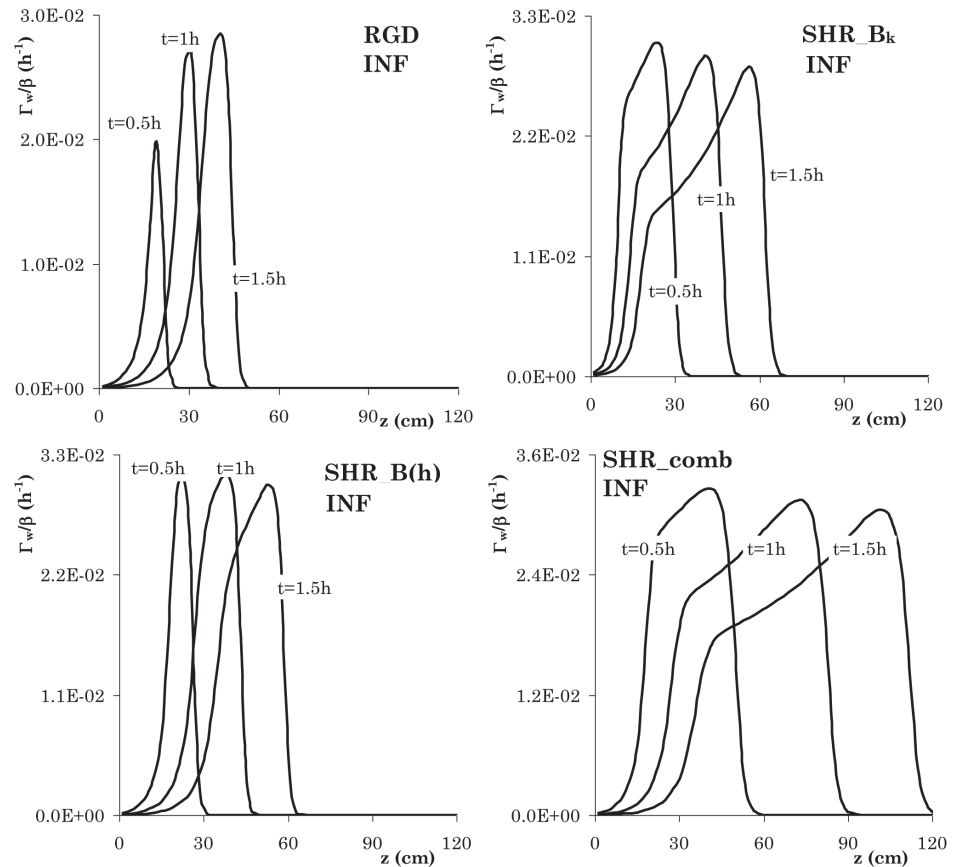 3.0E-02
2.0E-02
1.0E-02
0.0E+00
Γw/β (h⁻¹)
t=0.5h
t=1h
t=1.5h
RGD
INF
0
30
60
90
120
z (cm)
3.3E-02
2.2E-02
1.1E-02
0.0E+00
Γw/β (h⁻¹)
SHR_Bk
INF
t=1.5h
t=1h
t=0.5h
0
30
60
90
120
z (cm)
3.3E-02
2.2E-02
1.1E-02
0.0E+00
Γw/β (h⁻¹)
t=0.5h
t=1h
SHR_B(h)
INF
t=1.5h
0
30
60
90
120
z (cm)
3.6E-02
2.4E-02
1.2E-02
0.0E+00
Γw/β (h⁻¹)
SHR_comb
INF
t=0.5h
t=1h
t=1.5h
0
30
60
90
120
z (cm)